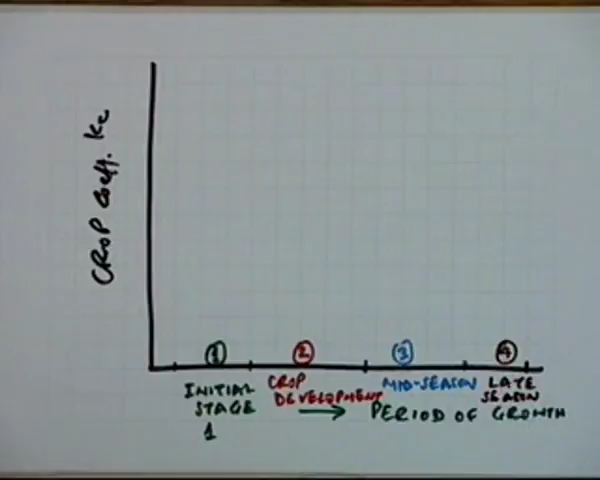 CROP Coeff. Kc
1 2 3 4
INITIAL
STAGE
1
CROP
DEVELOPMENT
MID-SEASON
LATE
SEASON
PERIOD OF GROWTH